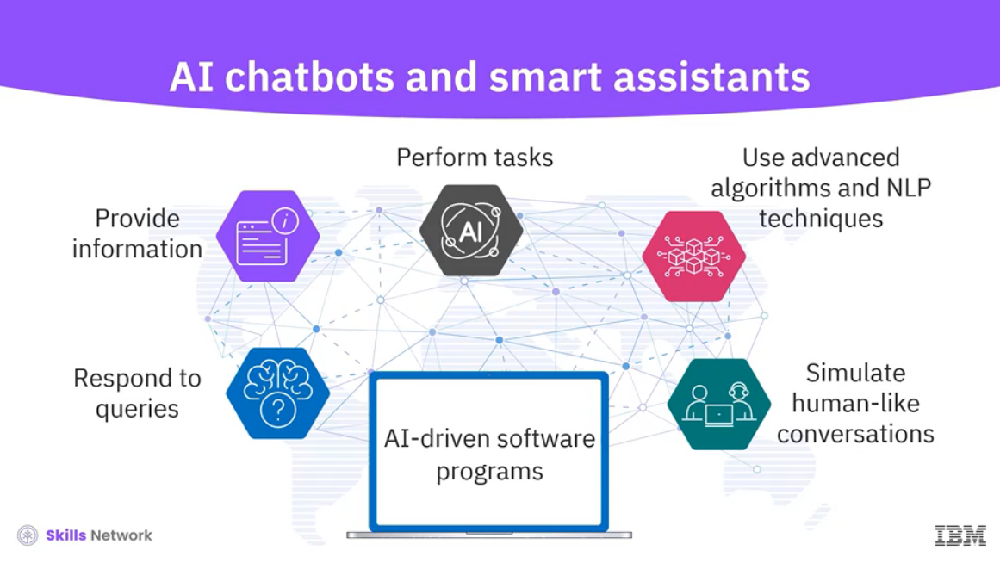 AI chatbots and smart assistants
Perform tasks
Use advanced
algorithms and NLP
techniques
Provide
information
i
AI
Respond to
queries
?
Simulate
human-like
conversations
AI-driven software
programs
Skills Network
IBM